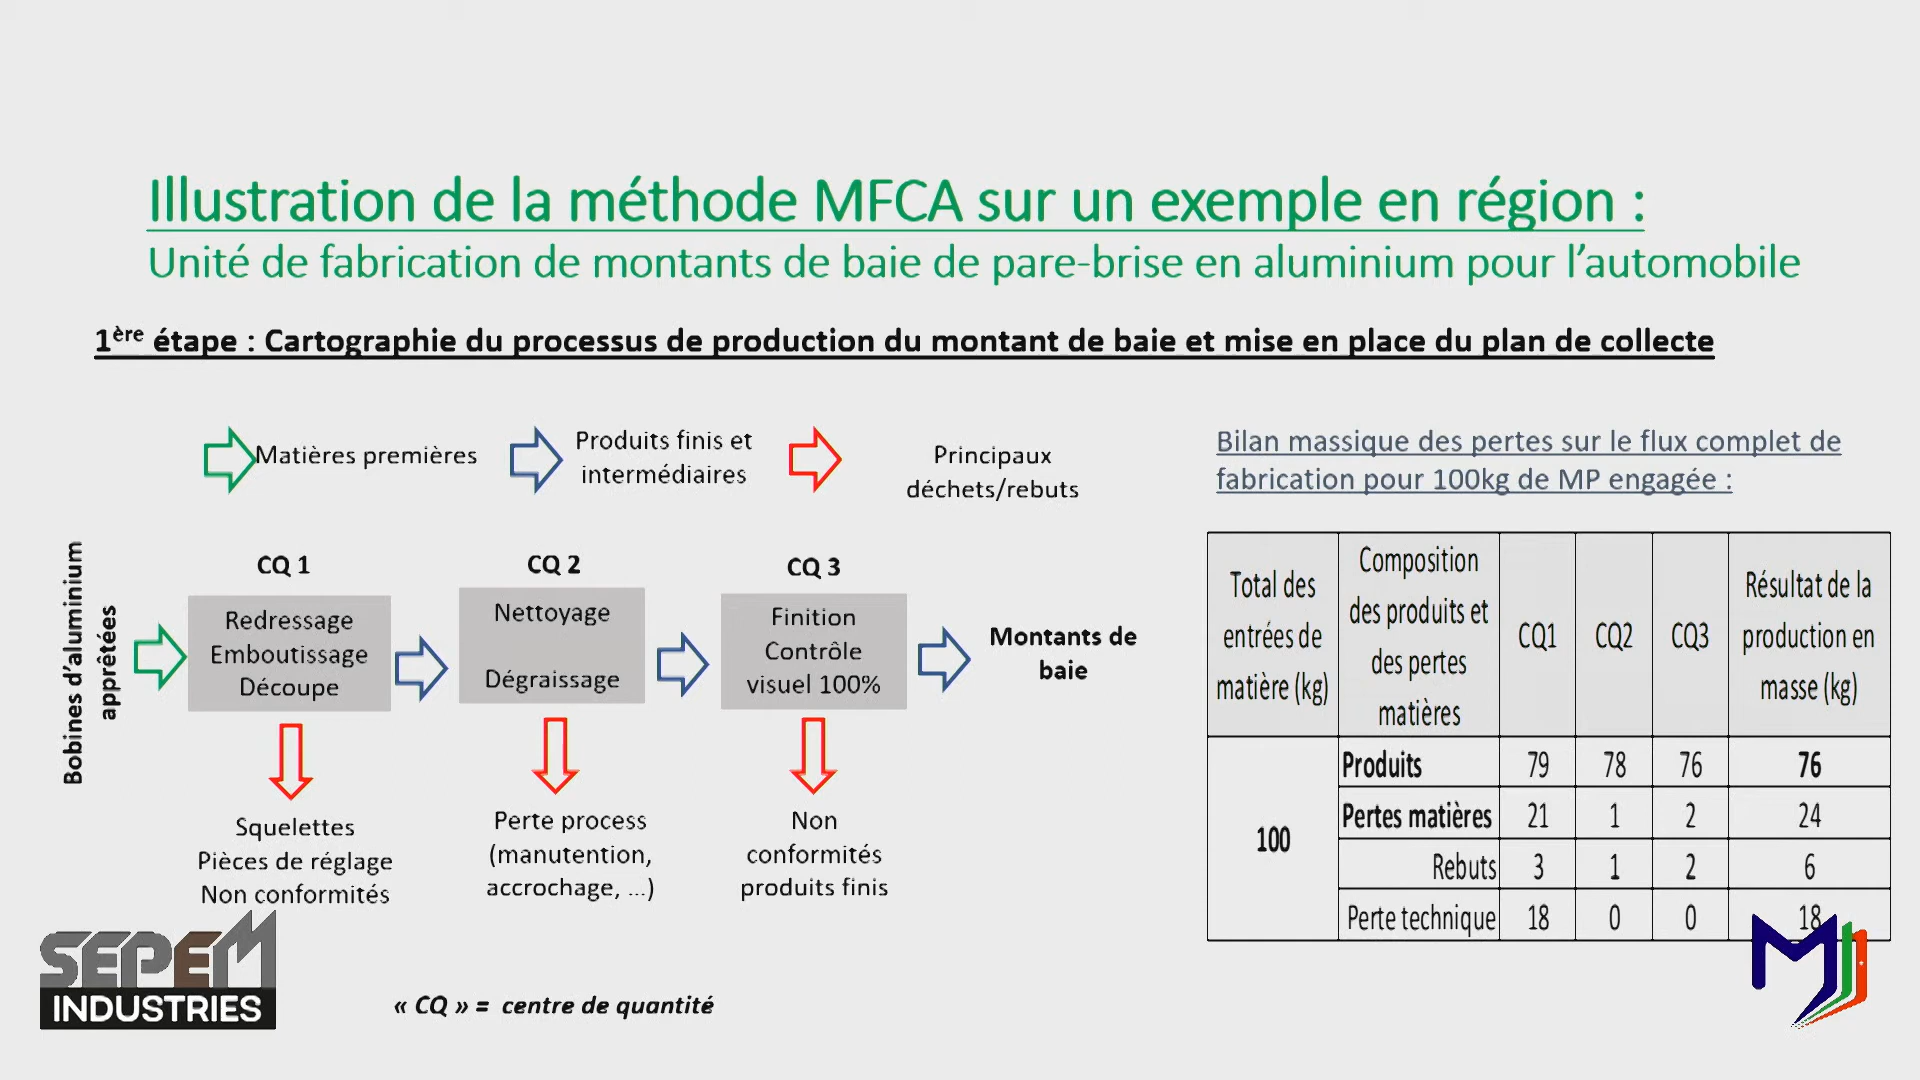 Illustration de la méthode MFCA sur un exemple en région :
Unité de fabrication de montants de baie de pare-brise en aluminium pour l’automobile
1ère étape : Cartographie du processus de production du montant de baie et mise en place du plan de collecte
Matières premières
Produits finis et
intermédiaires
Principaux
déchets/rebuts
Bobines d’aluminium
apprêtées
CQ 1
Redressage
Emboutissage
Découpe
Squelettes
Pièces de réglage
Non conformités
CQ 2
Nettoyage
Dégraissage
Perte process
(manutention,
accrochage, ...)
CQ 3
Finition
Contrôle
visuel 100%
Non
conformités
produits finis
Montants de
baie
« CQ » = centre de quantité
Bilan massique des pertes sur le flux complet de
fabrication pour 100kg de MP engagée :
Total des
entrées de
matière (kg)
Composition
des produits et
des pertes
matières
CQ1
CQ2
CQ3
Résultat de la
production en
masse (kg)
100
Produits 79 78 76 76
Pertes matières 21 1 2 24
Rebuts 3 1 2 6
Perte technique 18 0 0 18
SEPEM
INDUSTRIES